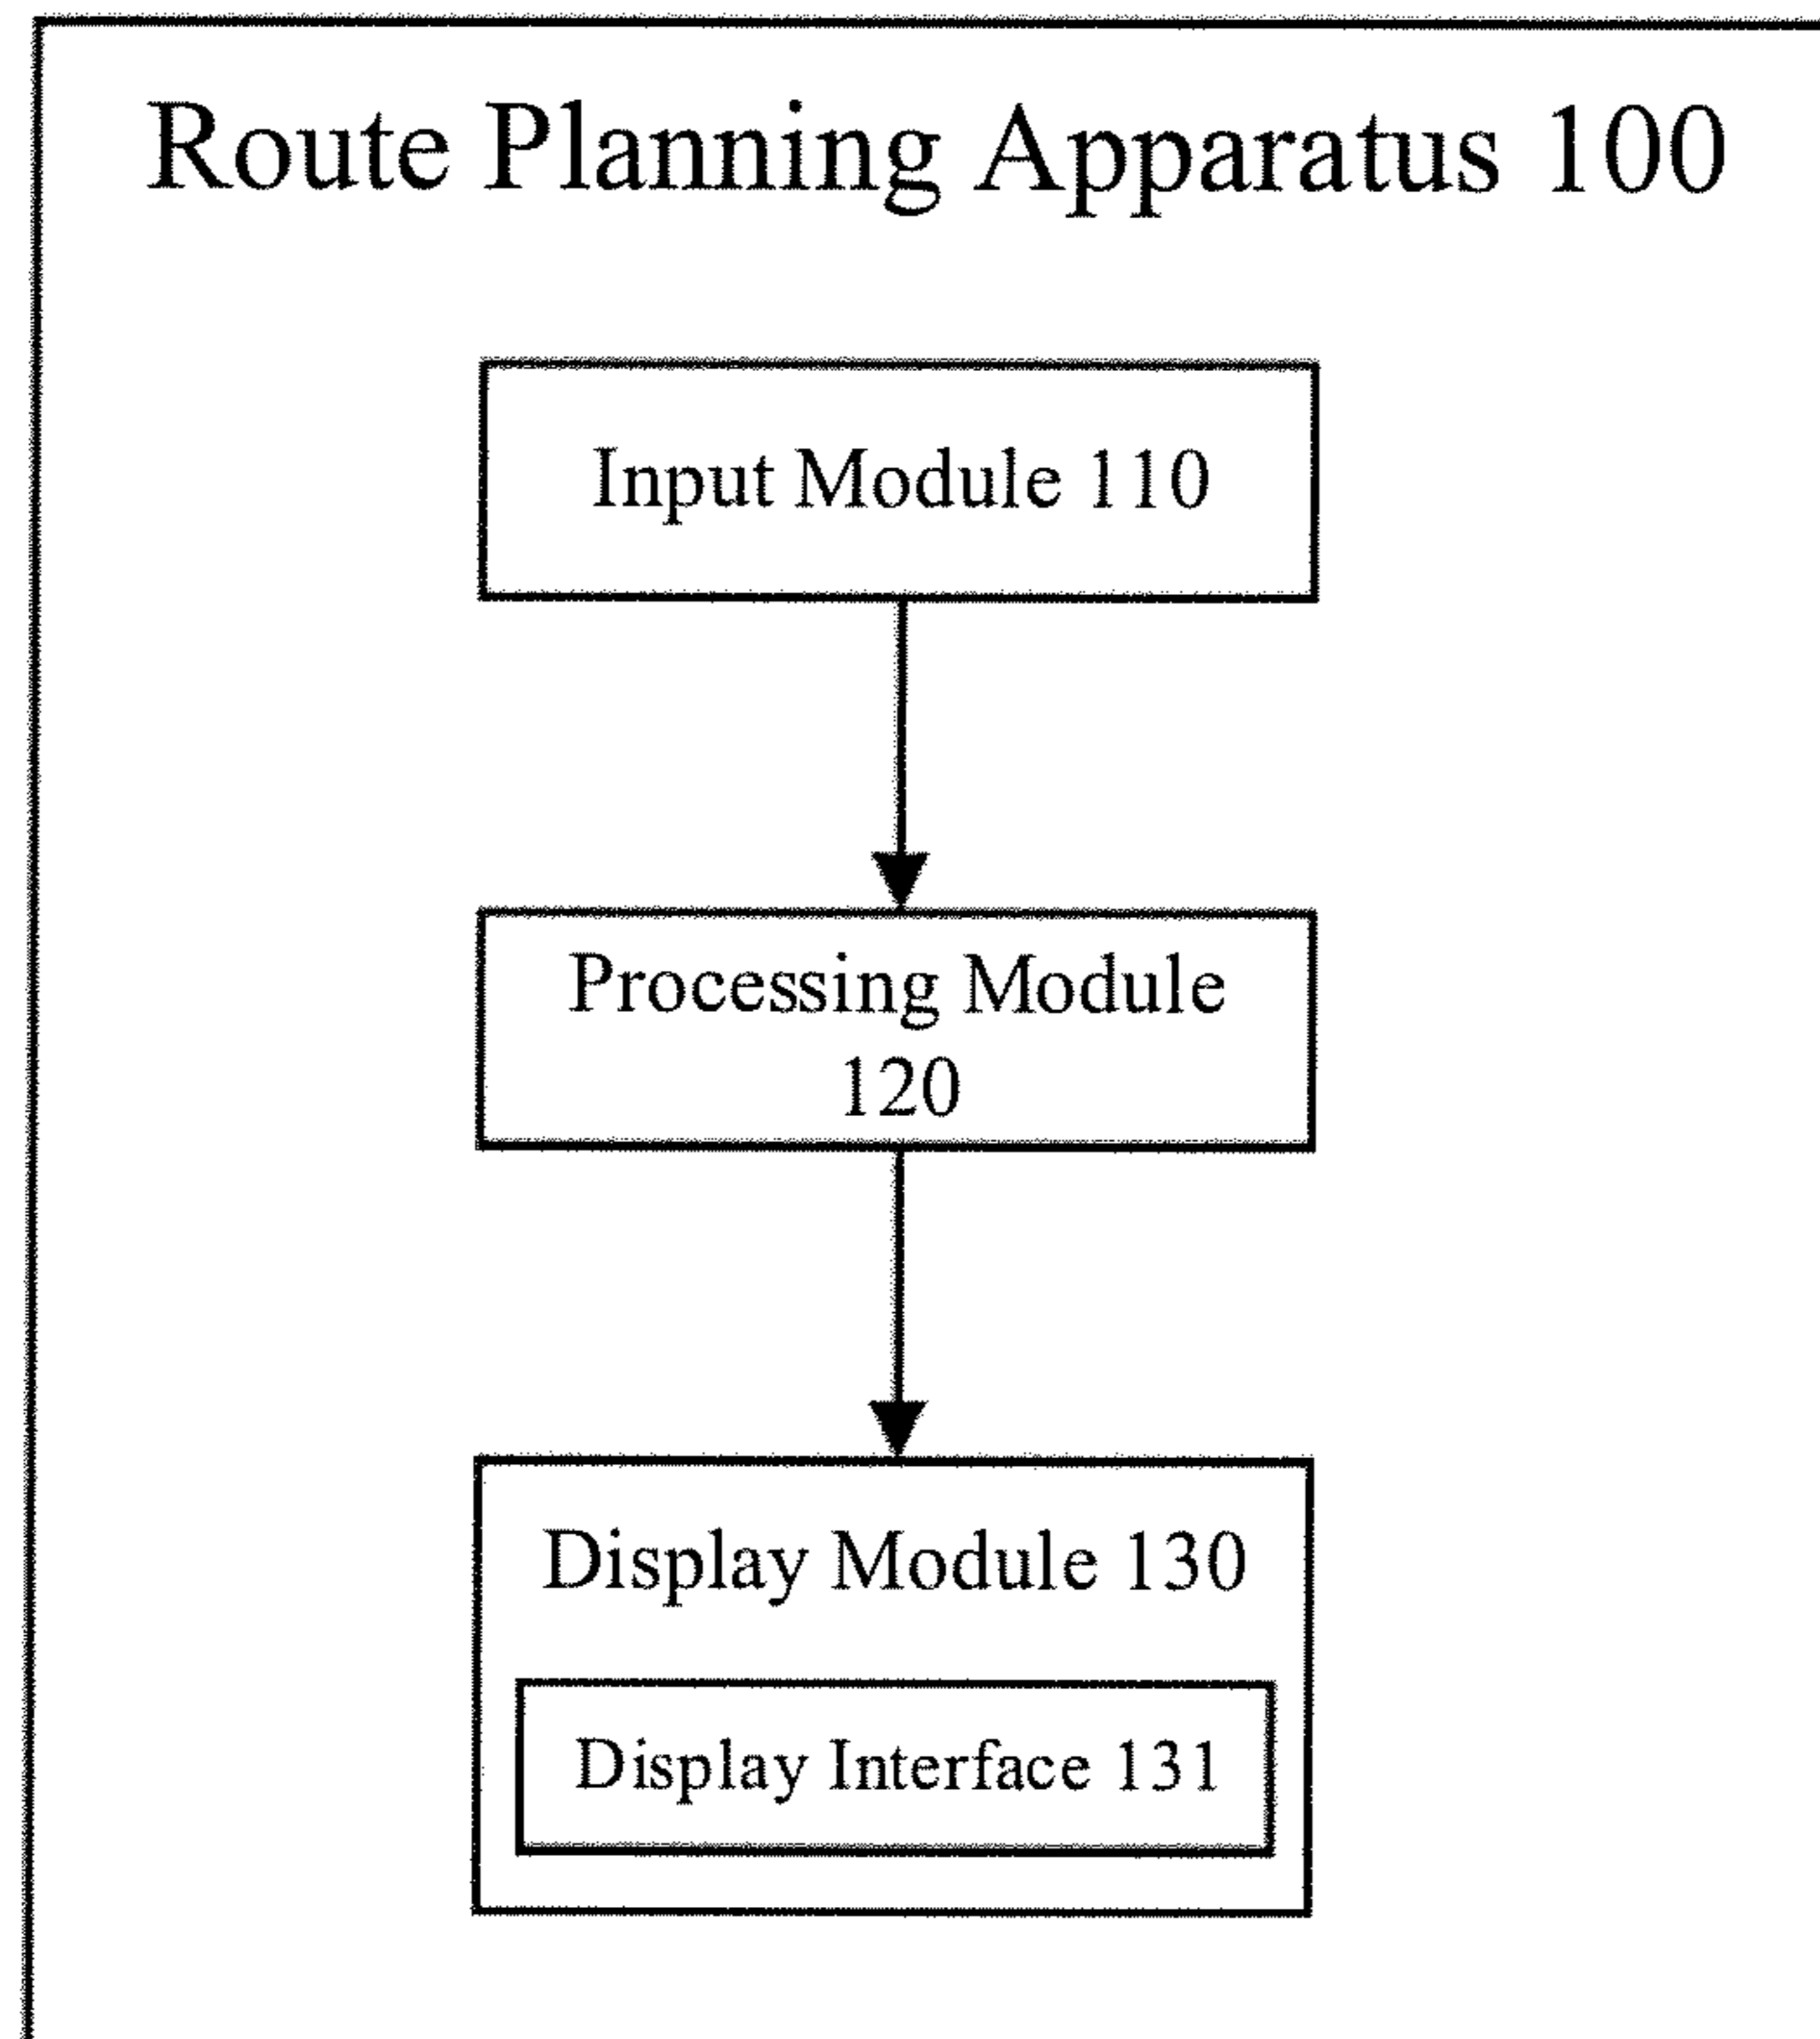 Route Planning Apparatus 100
Input Module 110
Processing Module
120
Display Module 130
Display Interface 131